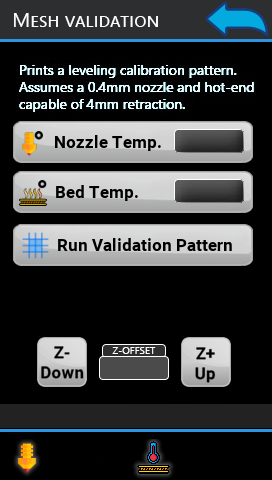 Mesh validation
Prints a leveling calibration pattern.
Assumes a 0.4mm nozzle and hot-end
capable of 4mm retraction.
Nozzle Temp.
Bed Temp.
Run Validation Pattern
Z-
Down
Z-OFFSET
Z+
Up